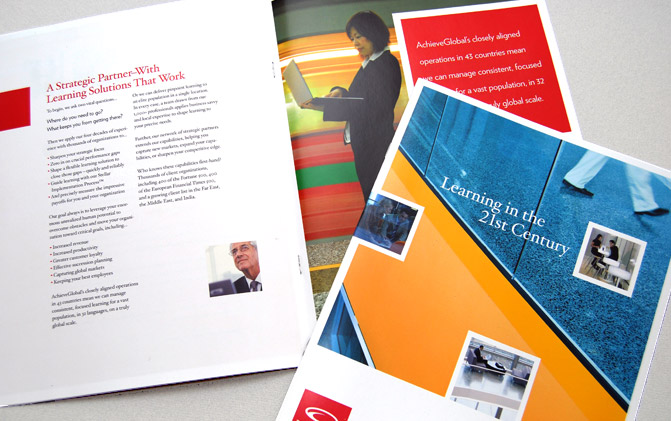 A Strategic Partner–With
Learning Solutions That Work
To begin, we ask two vital questions...
Where do you need to go?
What keeps you from getting there?
Then we apply our four decades of exper-
ience with thousands of organizations to...
• Sharpen your strategic focus
• Zero in on crucial performance gaps
• Shape a flexible learning solution to
close those gaps – quickly and reliably
• Guide learning with our Stellar
Implementation Process™
• And precisely measure the impressive
payoffs for you and your organization
Our goal always is to leverage your
most unrealized human potential to
overcome obstacles and move your organi-
zation toward critical goals, including...
• Increased revenue
• Increased productivity
• Greater customer loyalty
• Effective succession planning
• Capturing global markets
• Keeping your best employees
AchieveGlobal's closely aligned operations
in 43 countries mean we can manage
consistent, focused learning for a vast
population, in 32 languages, on a truly
global scale.
Or we can deliver pinpoint learning to
an elite population in a single location.
In every case, a team drawn from our
professionals applies business savvy
and local expertise to shape learning to
your precise needs.
Further, our network of strategic partners
extends our capabilities, helping you
capture new markets, expand your capa-
bilities, or sharpen your competitive edge.
Who knows these capabilities first-hand?
Thousands of client organizations,
including 400 of the Fortune 500, 400
of the European Financial Times 500,
and a growing client list in the Far East,
the Middle East, and India.
AchieveGlobal's closely aligned
operations in 43 countries mean
we can manage consistent, focused
for a vast population, in 32
truly global scale.
Learning in the
21st Century